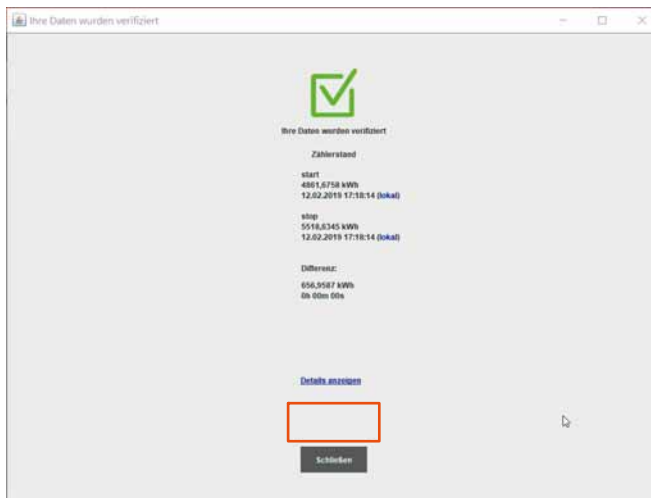 Ihre Daten wurden verifiziert
Ihre Daten wurden verifiziert
Zählerstand
start
4861,6758 kWh
12.02.2019 17:18:14 (lokal)
stop
5518,6345 kWh
12.02.2019 17:18:14 (lokal)
Differenz:
656,9587 kWh
0h 00m 00s
Details anzeigen
Schließen